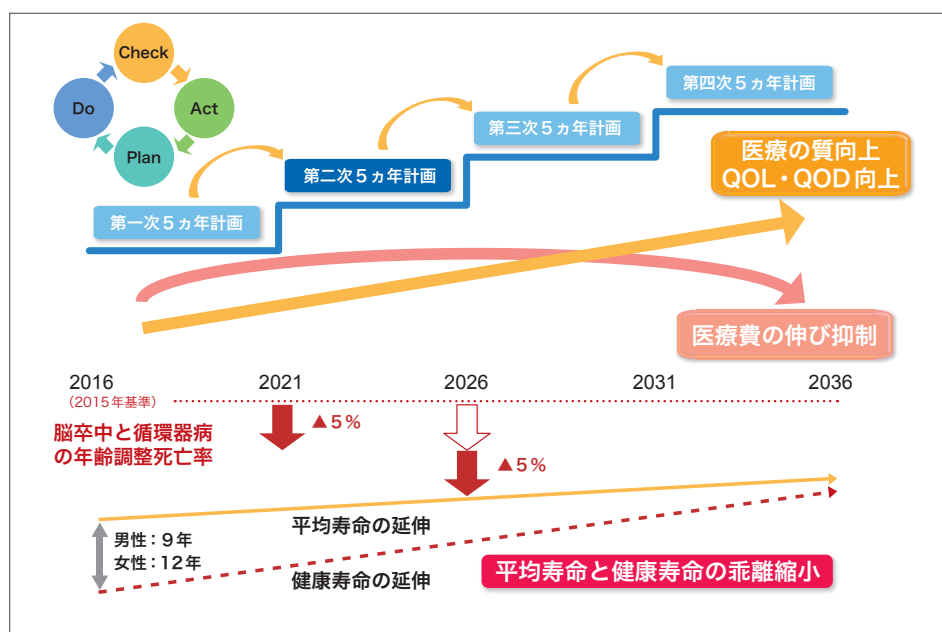 Check
Do
Act
Plan
第四次5ヵ年計画
第三次5ヵ年計画
第二次5ヵ年計画
第一次5ヵ年計画
医療の質向上
QOL・QOD向上
医療費の伸び抑制
2016
2021
2026
2031
2036
(2015年基準)
脳卒中と循環器病
の年齢調整死亡率
▲5%
▲5%
平均寿命の延伸
男性:9年
女性:12年
健康寿命の延伸
平均寿命と健康寿命の乖離縮小